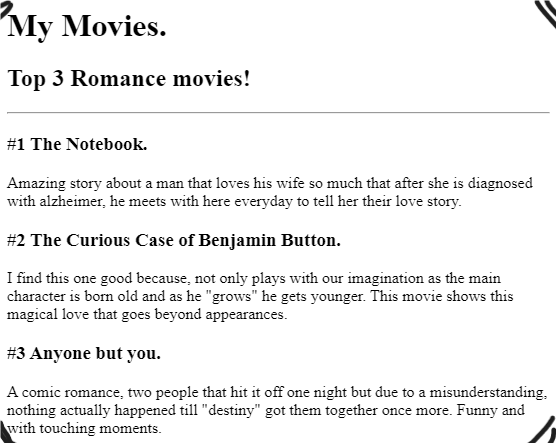 My Movies.
Top 3 Romance movies!
#1 The Notebook.
Amazing story about a man that loves his wife so much that after she is diagnosed
with alzheimer, he meets with here everyday to tell her their love story.
#2 The Curious Case of Benjamin Button.
I find this one good because, not only plays with our imagination as the main
character is born old and as he "grows" he gets younger. This movie shows this
magical love that goes beyond appearances.
#3 Anyone but you.
A comic romance, two people that hit it off one night but due to a misunderstanding,
nothing actually happened till "destiny" got them together once more. Funny and
with touching moments.